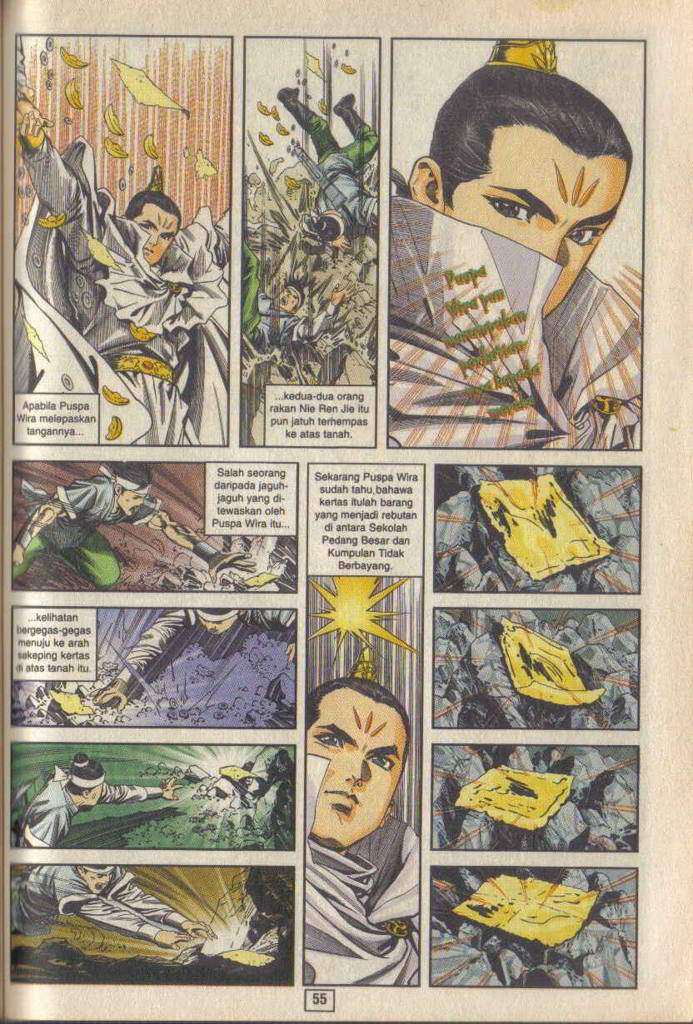 Apabila Puspa
Wira melepaskan
tangannya...
...kedua-dua orang
rakan Nie Ren Jie itu
pun jatuh terhempas
ke atas tanah.
Puspa
Wira pun
Salah seorang
daripada jaguh-
jaguh yang di-
tewaskan oleh
Puspa Wira itu...
...kelihatan
bergegas-gegas
menuju ke arah
sekeping kertas
di atas tanah itu.
Sekarang Puspa Wira
sudah tahu, bahawa
kertas itulah barang
yang menjadi rebutan
di antara Sekolah
Pedang Besar dan
Kumpulan Tidak
Berbayang.
55